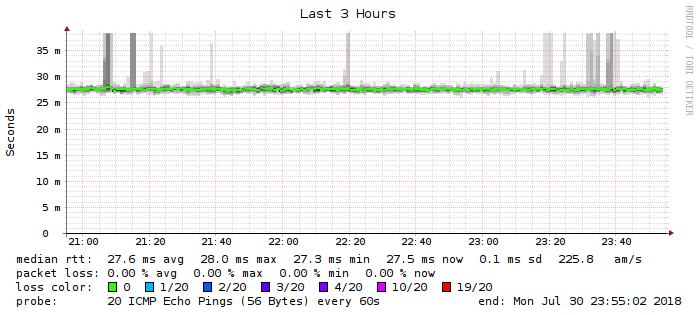 Last 3 Hours
RRDTOOL / TOBI OETIKER
Seconds
35 m
30 m
25 m
20 m
15 m
10 m
5 m
0
21:00 21:20 21:40 22:00 22:20 22:40 23:00 23:20 23:40
median rtt: 27.6 ms avg 28.0 ms max 27.3 ms min 27.5 ms now 0.1 ms sd 225.8 am/s
packet loss: 0.00 % avg 0.00 % max 0.00 % min 0.00 % now
loss color: 0 1/20 2/20 3/20 4/20 10/20 19/20
probe: 20 ICMP Echo Pings (56 Bytes) every 60s end: Mon Jul 30 23:55:02 2018